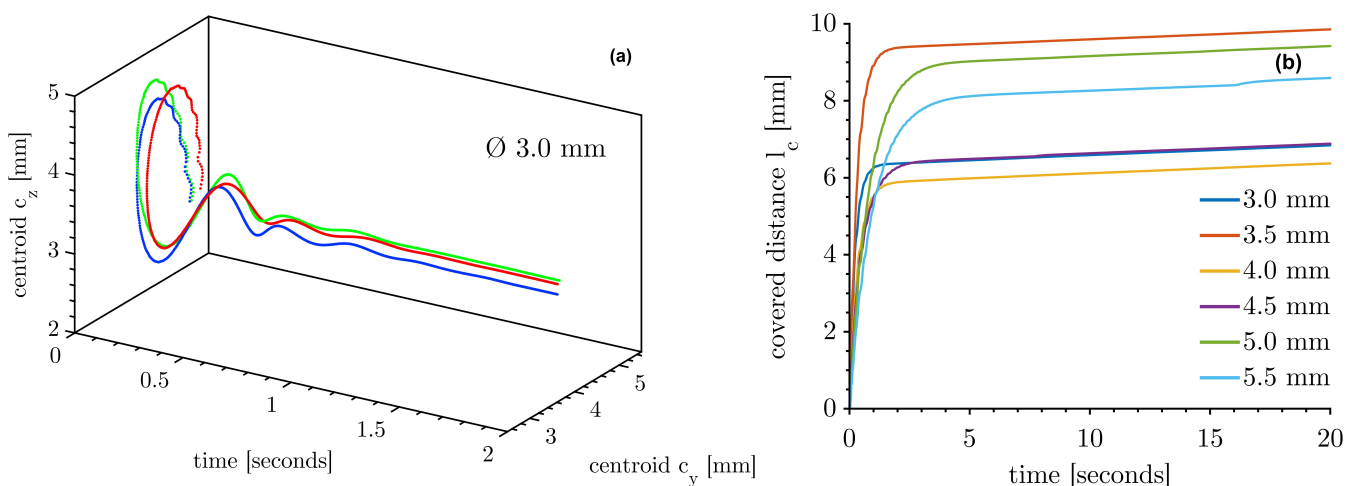 (a)
Ø 3.0 mm
centroid c_z [mm]
5
4
3
2
0
0.5
1
1.5
2
time [seconds]
3
4
5
centroid c_y [mm]
(b)
covered distance l_c [mm]
10
8
6
4
2
0
0
5
10
15
20
time [seconds]
3.0 mm
3.5 mm
4.0 mm
4.5 mm
5.0 mm
5.5 mm